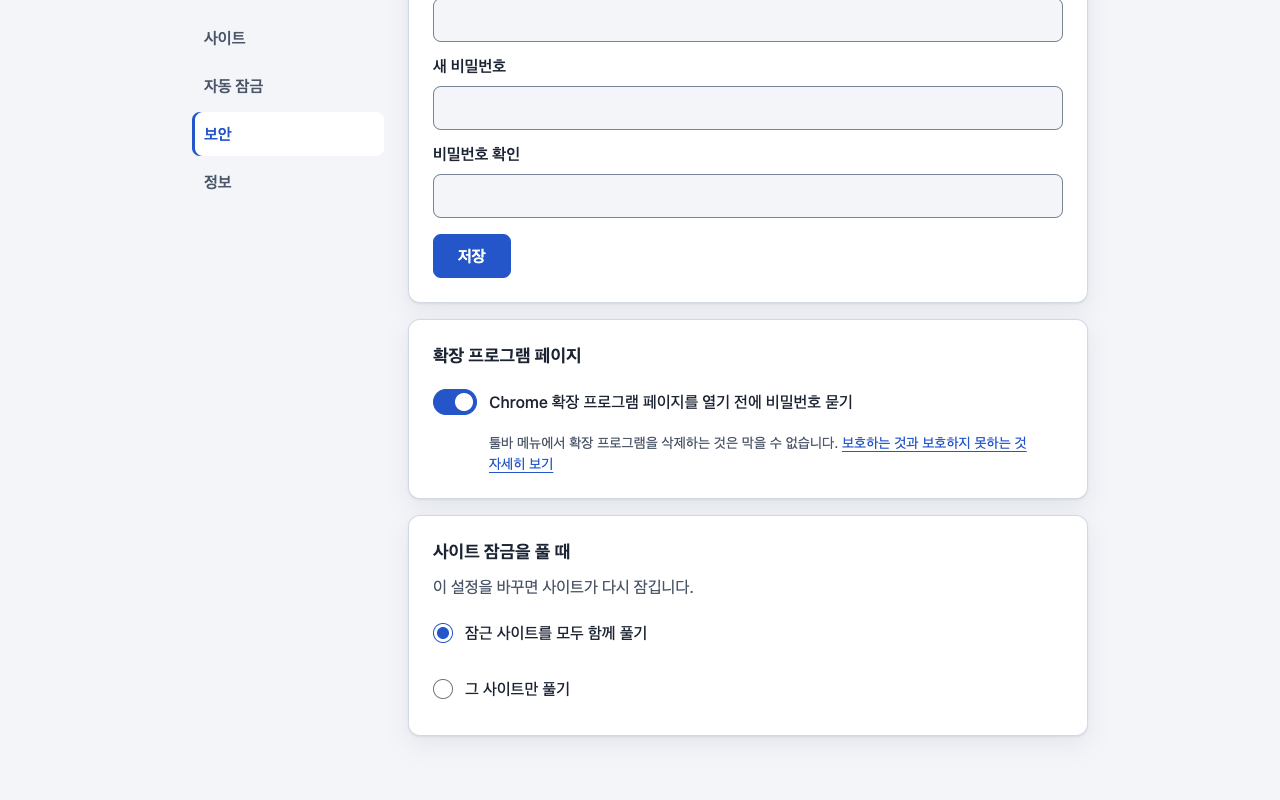 사이트
자동 잠금
보안
정보
새 비밀번호
비밀번호 확인
저장
확장 프로그램 페이지
Chrome 확장 프로그램 페이지를 열기 전에 비밀번호 묻기
툴바 메뉴에서 확장 프로그램을 삭제하는 것은 막을 수 없습니다. 보호하는 것과 보호하지 못하는 것
자세히 보기
사이트 잠금을 풀 때
이 설정을 바꾸면 사이트가 다시 잠깁니다.
잠근 사이트를 모두 함께 풀기
그 사이트만 풀기